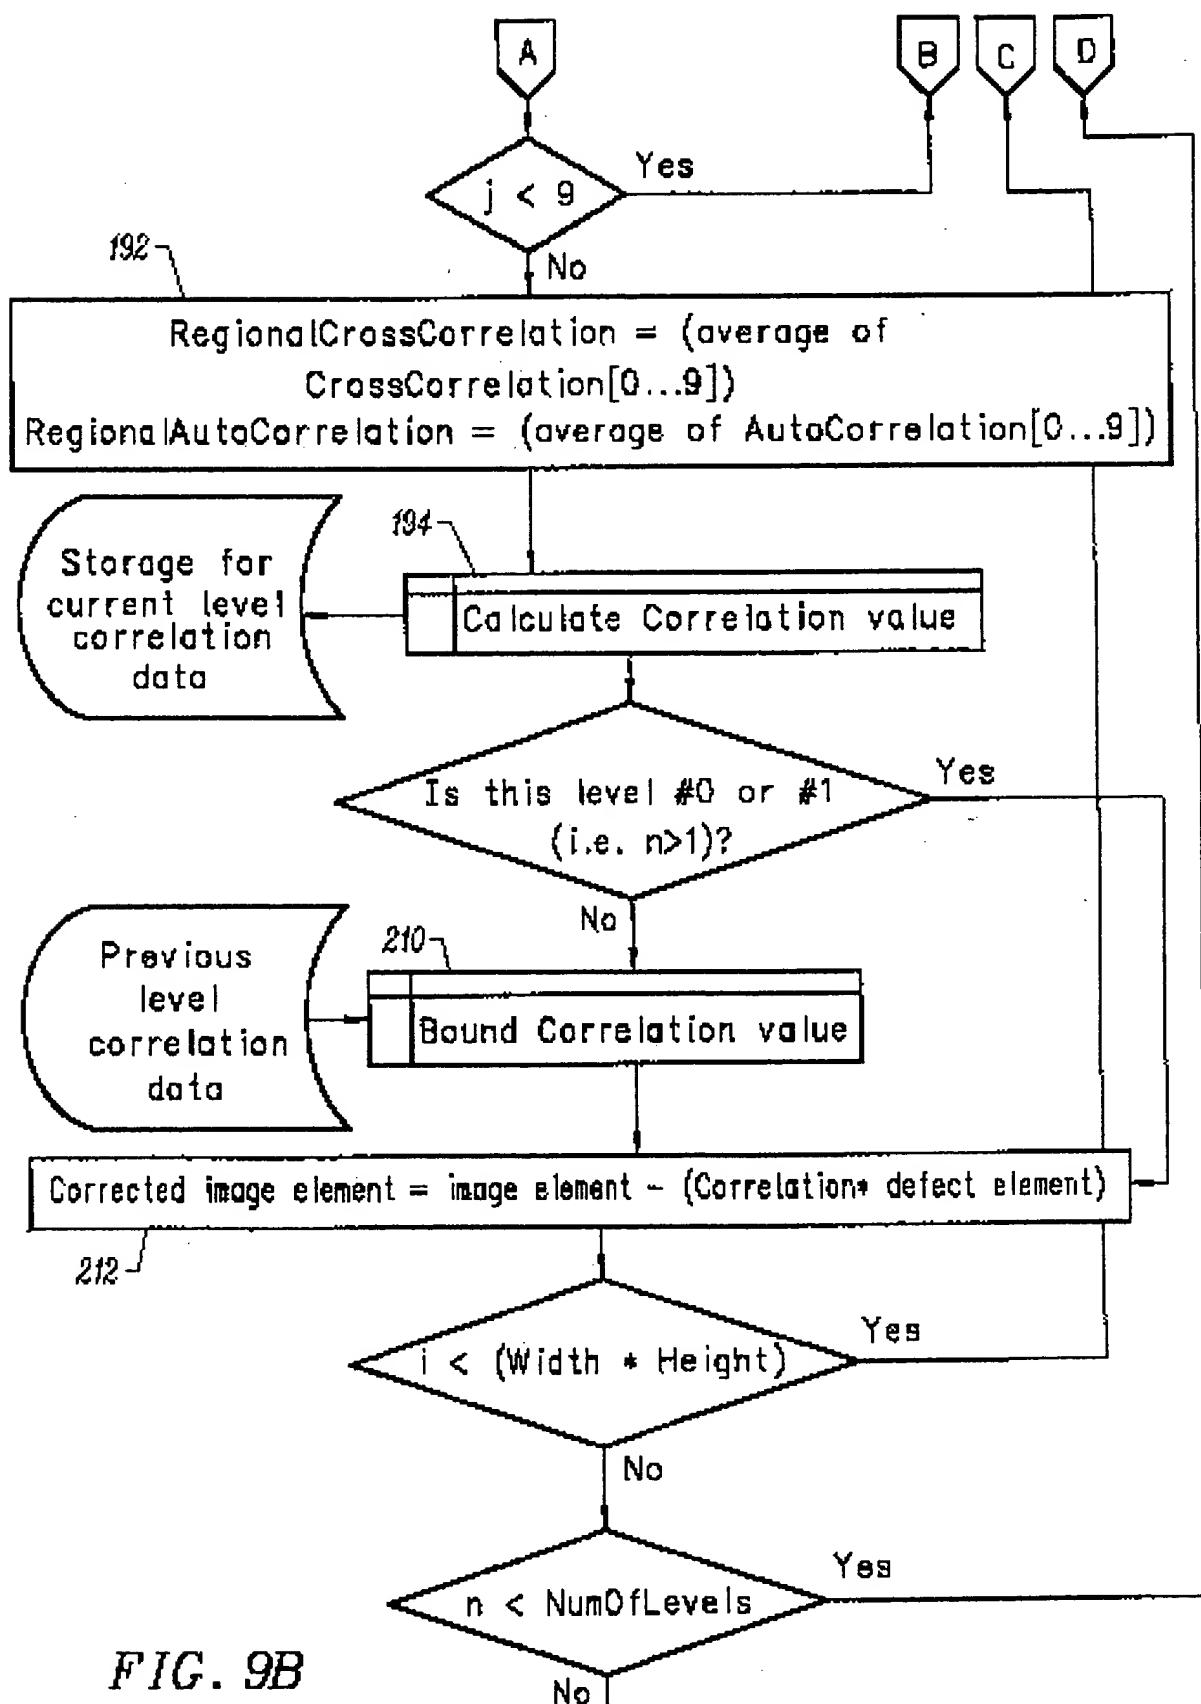 A
B
C
D
j < 9
Yes
No
192
RegionalCrossCorrelation = (average of
CrossCorrelation[0...9])
RegionalAutoCorrelation = (average of AutoCorrelation[0...9])
194
Storage for
current level
correlation
data
Calculate Correlation value
Is this level #0 or #1
(i.e. n>1)?
Yes
No
Previous
level
correlation
data
210
Bound Correlation value
Corrected image element = image element - (Correlation* defect element)
212
i < (Width * Height)
Yes
No
n < NumOfLevels
Yes
No
FIG. 9B